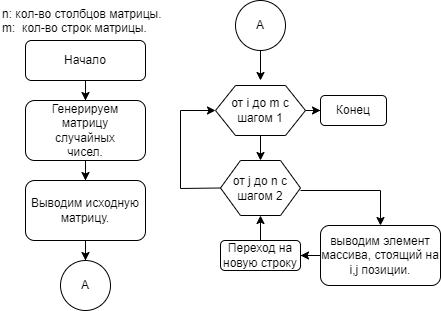 n: кол-во столбцов матрицы.
m: кол-во строк матрицы.
Начало
Генерируем
матрицу
случайных
чисел.
Выводим исходную
матрицу.
A
A
от i до m с
шагом 1
Конец
от j до n с
шагом 2
Переход на
новую строку
выводим элемент
массива, стоящий на
i,j позиции.